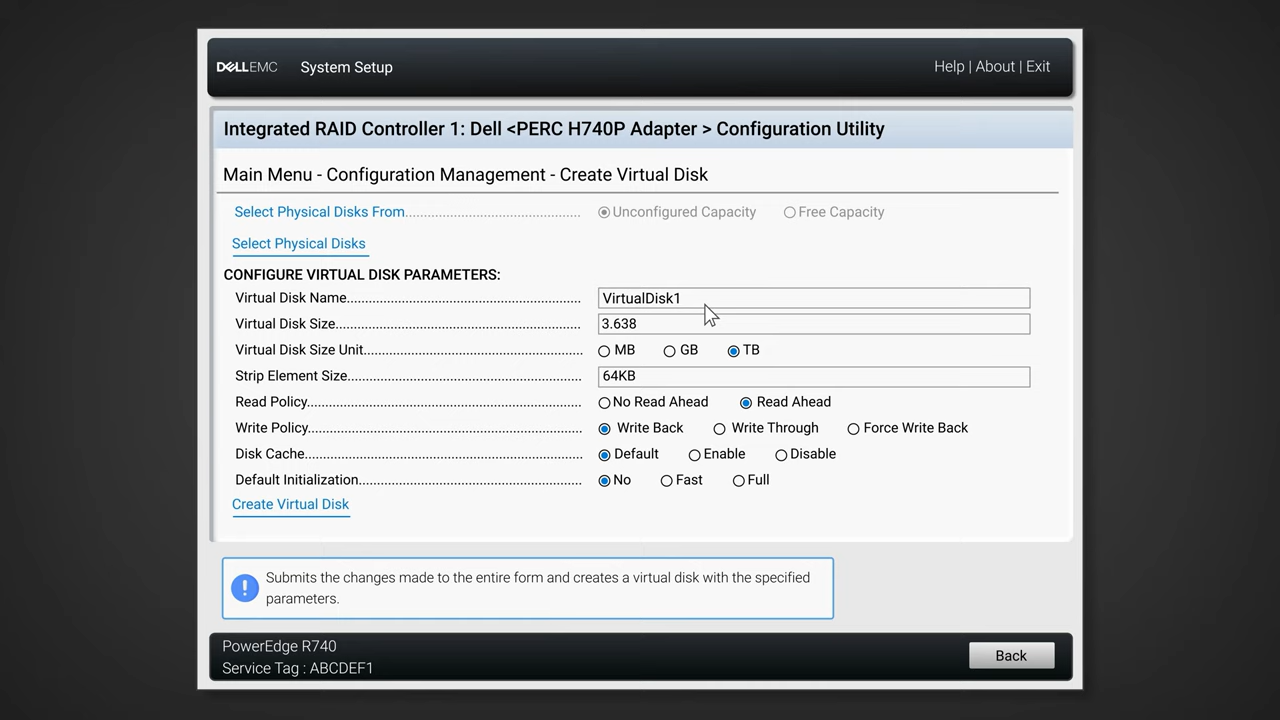 DELLEMC System Setup Help | About | Exit
Integrated RAID Controller 1: Dell <PERC H740P Adapter > Configuration Utility
Main Menu - Configuration Management - Create Virtual Disk
Select Physical Disks From............................................ Unconfigured Capacity Free Capacity
Select Physical Disks
CONFIGURE VIRTUAL DISK PARAMETERS:
Virtual Disk Name.......................................................... VirtualDisk1
Virtual Disk Size............................................................. 3.638
Virtual Disk Size Unit....................................................... MB GB TB
Strip Element Size.......................................................... 64KB
Read Policy.................................................................... No Read Ahead Read Ahead
Write Policy.................................................................... Write Back Write Through Force Write Back
Disk Cache..................................................................... Default Enable Disable
Default Initialization........................................................ No Fast Full
Create Virtual Disk
Submits the changes made to the entire form and creates a virtual disk with the specified
parameters.
PowerEdge R740
Service Tag : ABCDEF1
Back